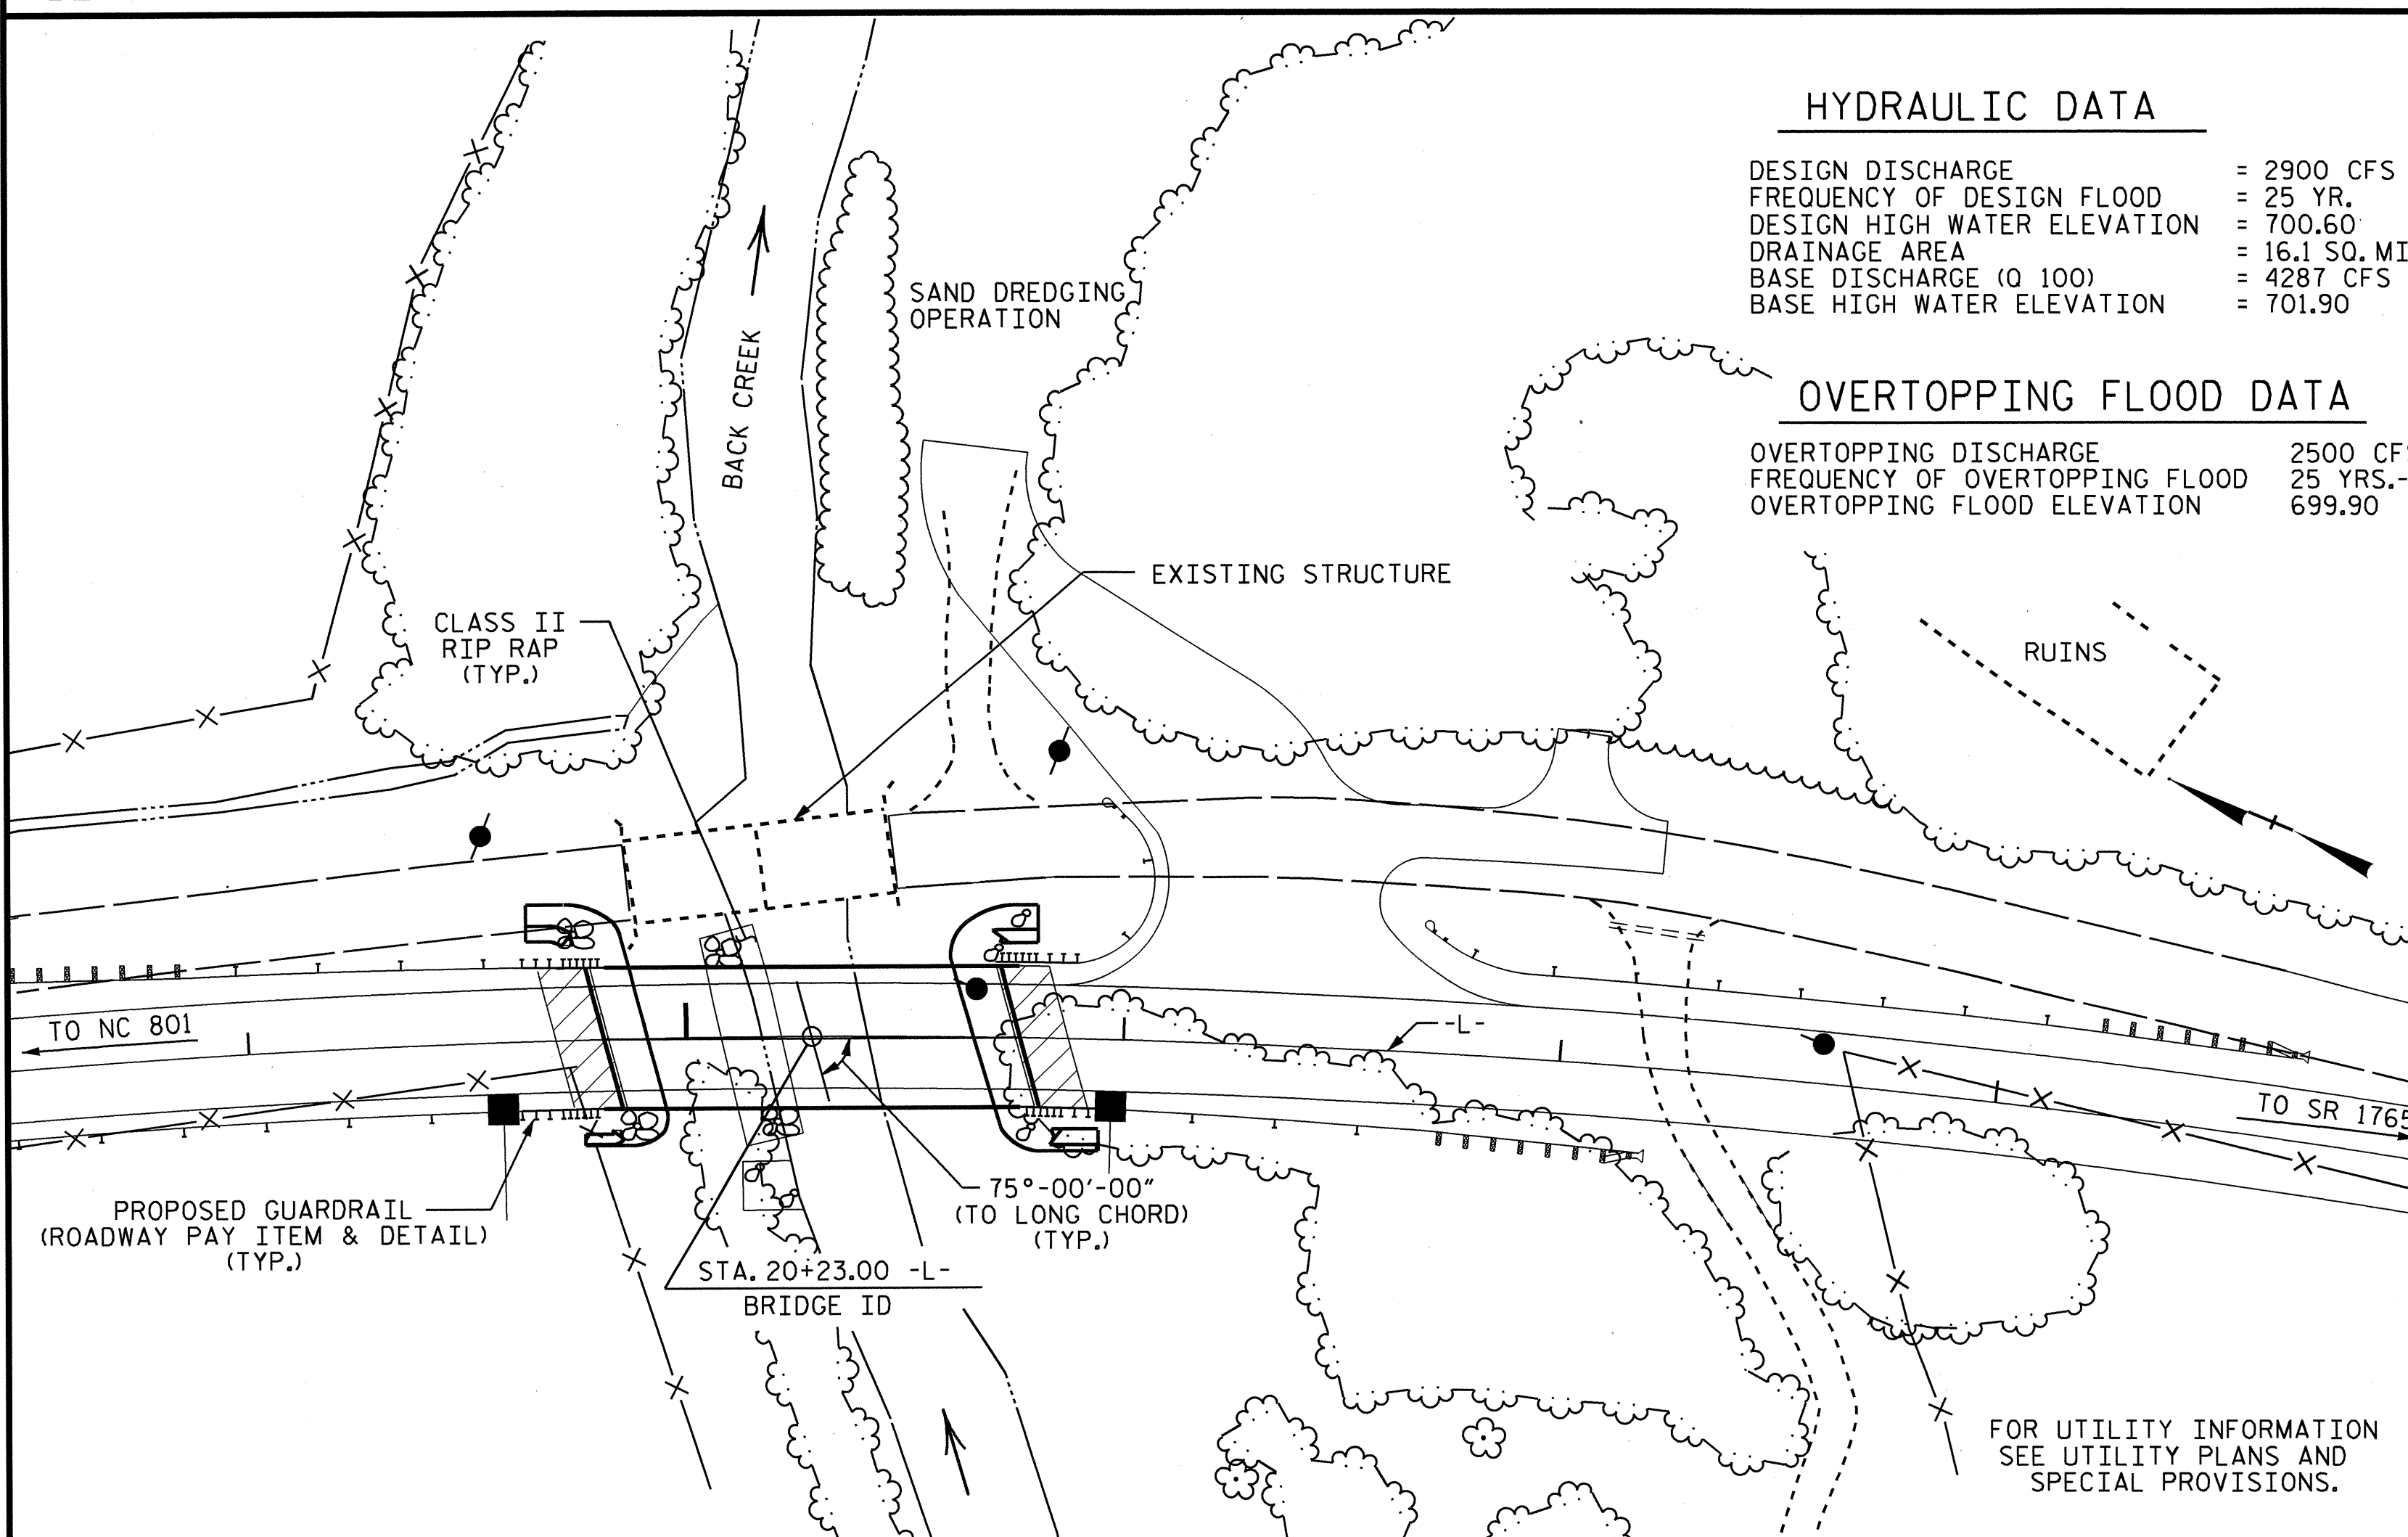 HYDRAULIC DATA
DESIGN DISCHARGE = 2900 CFS
FREQUENCY OF DESIGN FLOOD = 25 YR.
DESIGN HIGH WATER ELEVATION = 700.60
DRAINAGE AREA = 16.1 SQ. MI
BASE DISCHARGE (Q 100) = 4287 CFS
BASE HIGH WATER ELEVATION = 701.90
OVERTOPPING FLOOD DATA
OVERTOPPING DISCHARGE 2500 CF
FREQUENCY OF OVERTOPPING FLOOD 25 YRS.-
OVERTOPPING FLOOD ELEVATION 699.90
SAND DREDGING
OPERATION
BACK CREEK
EXISTING STRUCTURE
CLASS II
RIP RAP
(TYP.)
RUINS
TO NC 801
-L-
TO SR 1765
PROPOSED GUARDRAIL
(ROADWAY PAY ITEM & DETAIL)
(TYP.)
75°-00'-00"
(TO LONG CHORD)
(TYP.)
STA. 20+23.00 -L-
BRIDGE ID
FOR UTILITY INFORMATION
SEE UTILITY PLANS AND
SPECIAL PROVISIONS.